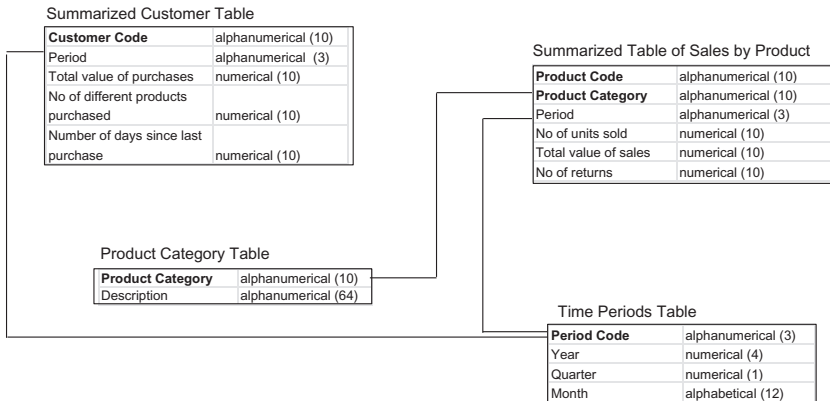 Summarized Customer Table
Customer Code alphanumerical (10)
Period alphanumerical (3)
Total value of purchases numerical (10)
No of different products
purchased numerical (10)
Number of days since last
purchase numerical (10)
Summarized Table of Sales by Product
Product Code alphanumerical (10)
Product Category alphanumerical (10)
Period alphanumerical (3)
No of units sold numerical (10)
Total value of sales numerical (10)
No of returns numerical (10)
Product Category Table
Product Category alphanumerical (10)
Description alphanumerical (64)
Time Periods Table
Period Code alphanumerical (3)
Year numerical (4)
Quarter numerical (1)
Month alphabetical (12)